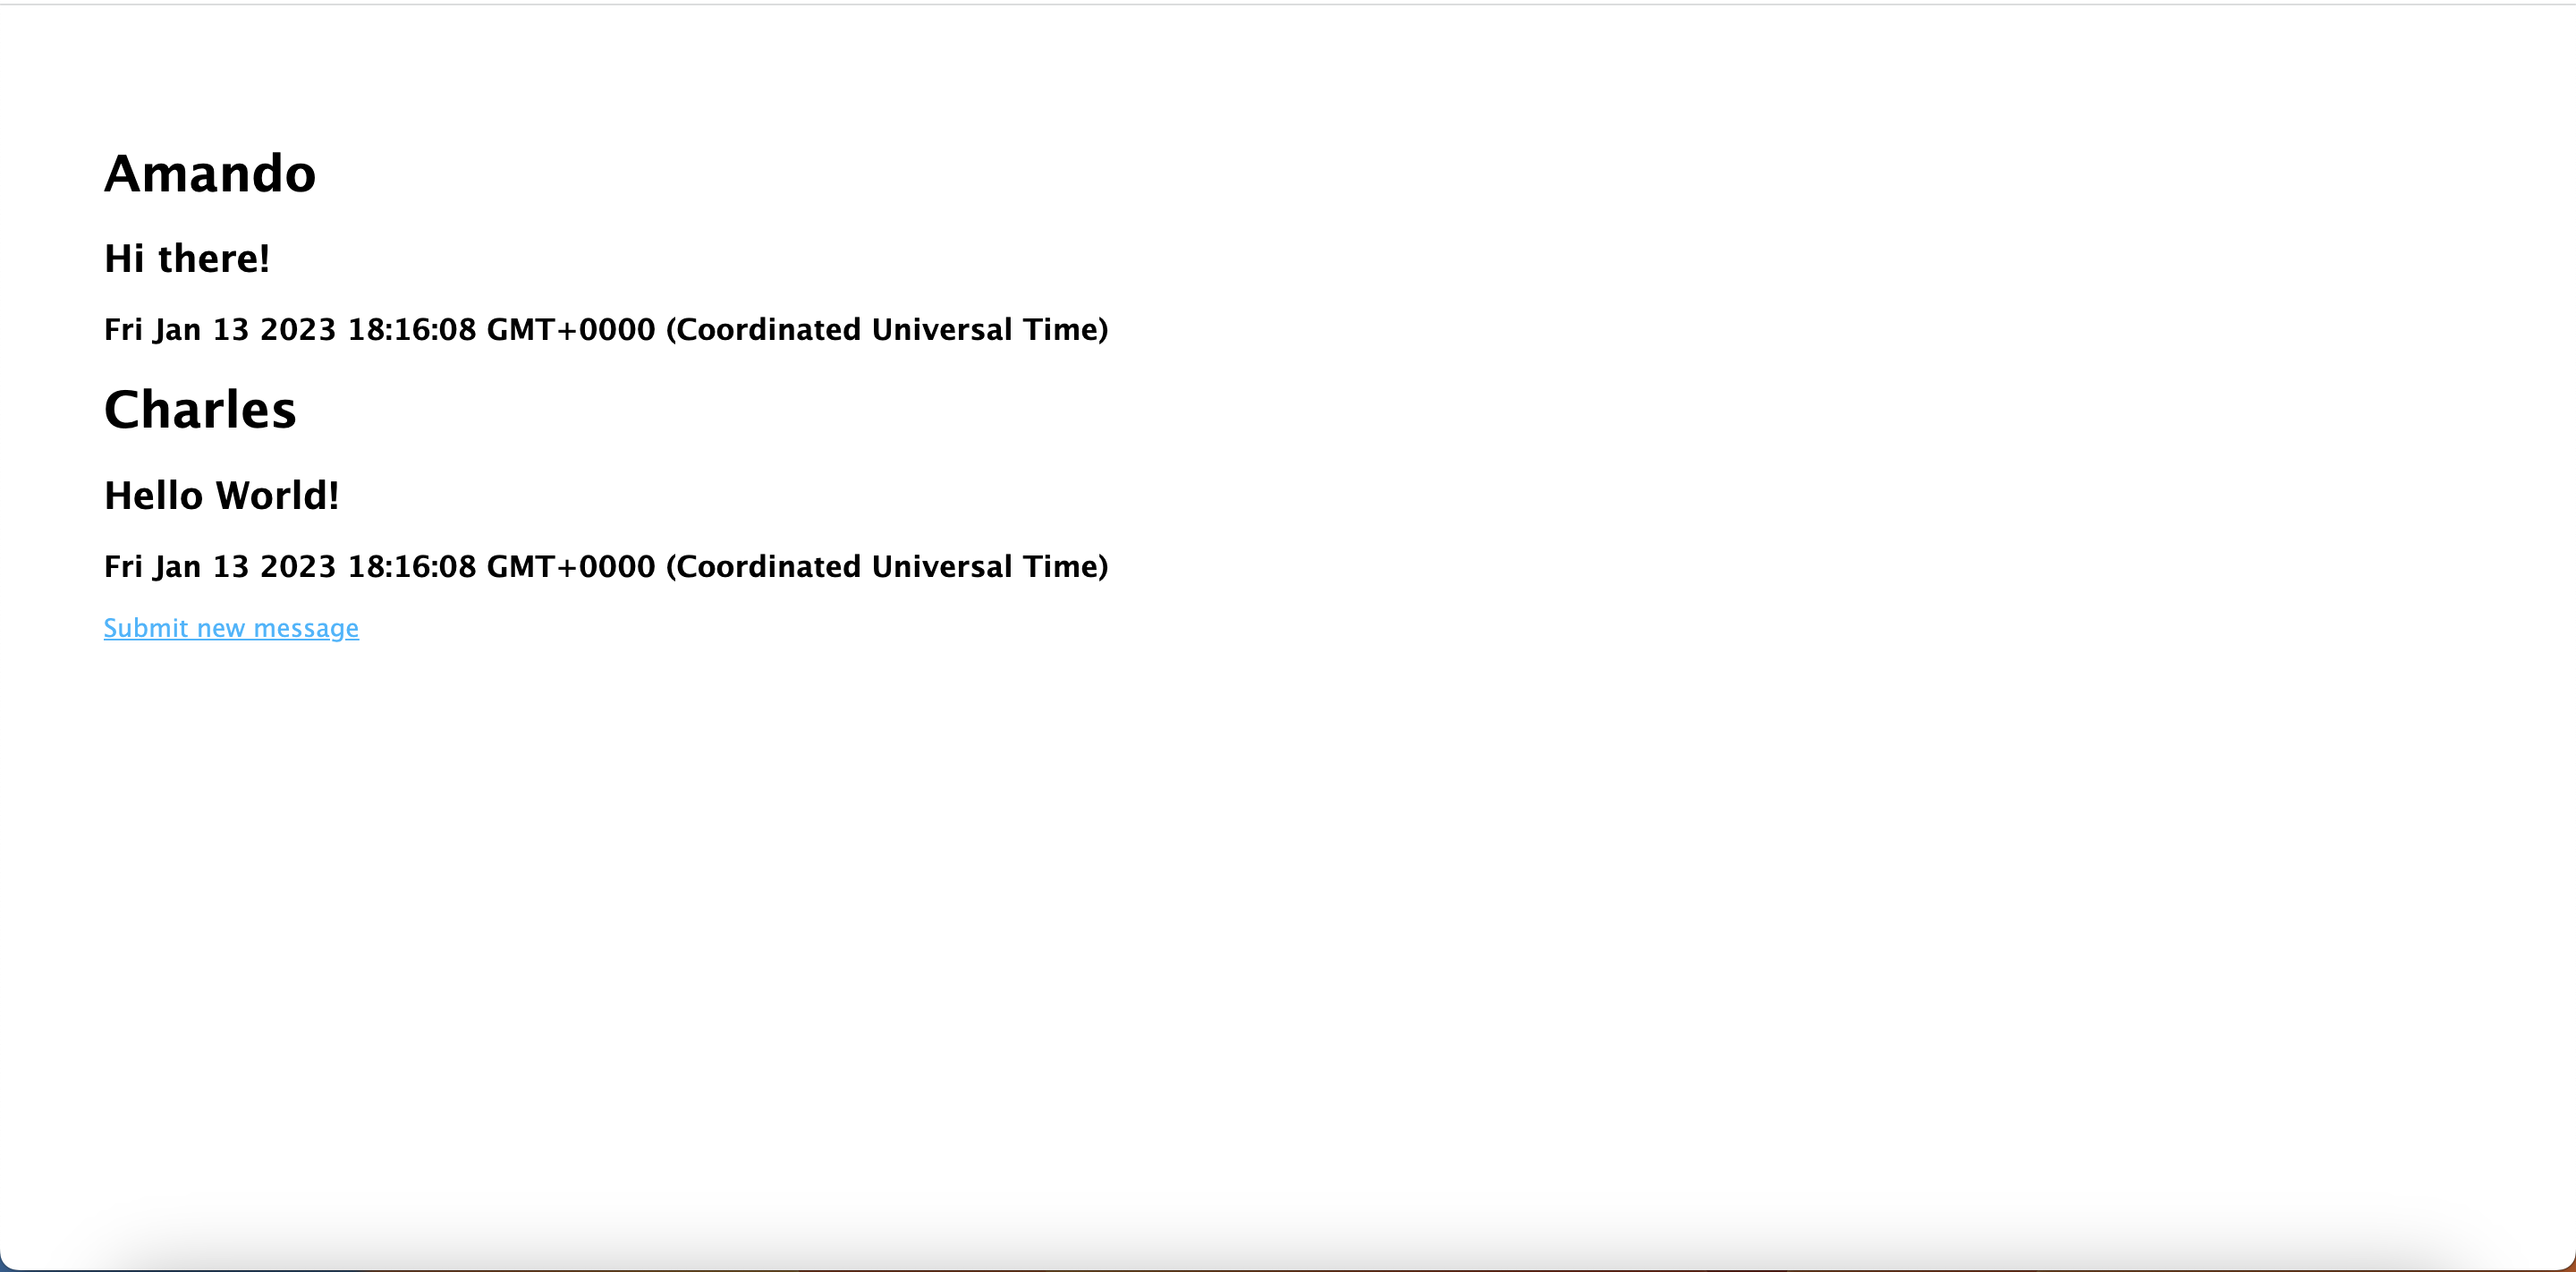 Amando
Hi there!
Fri Jan 13 2023 18:16:08 GMT+0000 (Coordinated Universal Time)
Charles
Hello World!
Fri Jan 13 2023 18:16:08 GMT+0000 (Coordinated Universal Time)
Submit new message